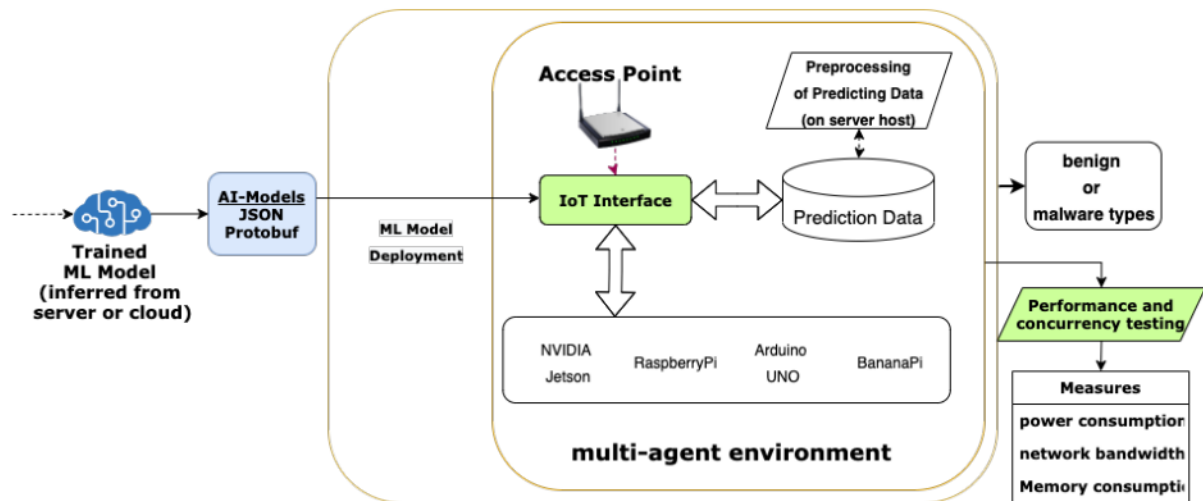 Access Point
Preprocessing
of Predicting Data
(on server host)
benign
or
malware types
AI-Models
JSON
Protobuf
IoT Interface
Prediction Data
ML Model
Deployment
Trained
ML Model
(inferred from
server or cloud)
Performance and
concurrency testing
NVIDIA
Jetson
RaspberryPi
Arduino
UNO
BananaPi
Measures
power consumption
network bandwidth
Memory consumptio
multi-agent environment